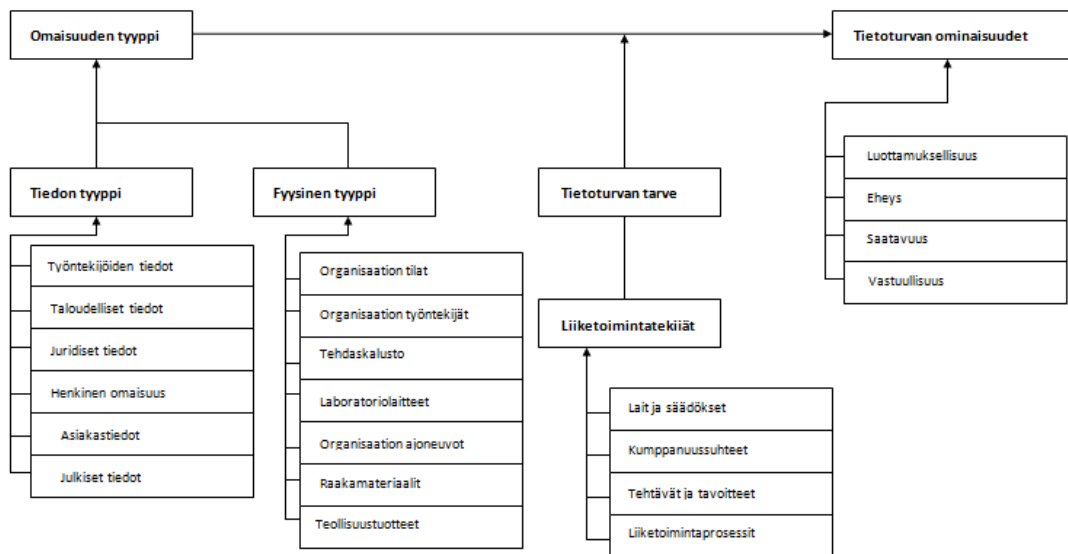 Omaisuuden tyyppi
Tietoturvan ominaisuudet
Luottamuksellisuus
Eheys
Saatavuus
Vastuullisuus
Tiedon tyyppi
Fyysinen tyyppi
Tietoturvan tarve
Työntekijöiden tiedot
Taloudelliset tiedot
Juridiset tiedot
Henkinen omaisuus
Asiakastiedot
Julkiset tiedot
Organisaation tilat
Organisaation työntekijät
Tehdaskalusto
Laboratoriolaitteet
Organisaation ajoneuvot
Raakamateriaalit
Teollisuustuotteet
Liiketoimintatekijät
Lait ja säädökset
Kumppanuussuhteet
Tehtävät ja tavoitteet
Liiketoimintaprosessit